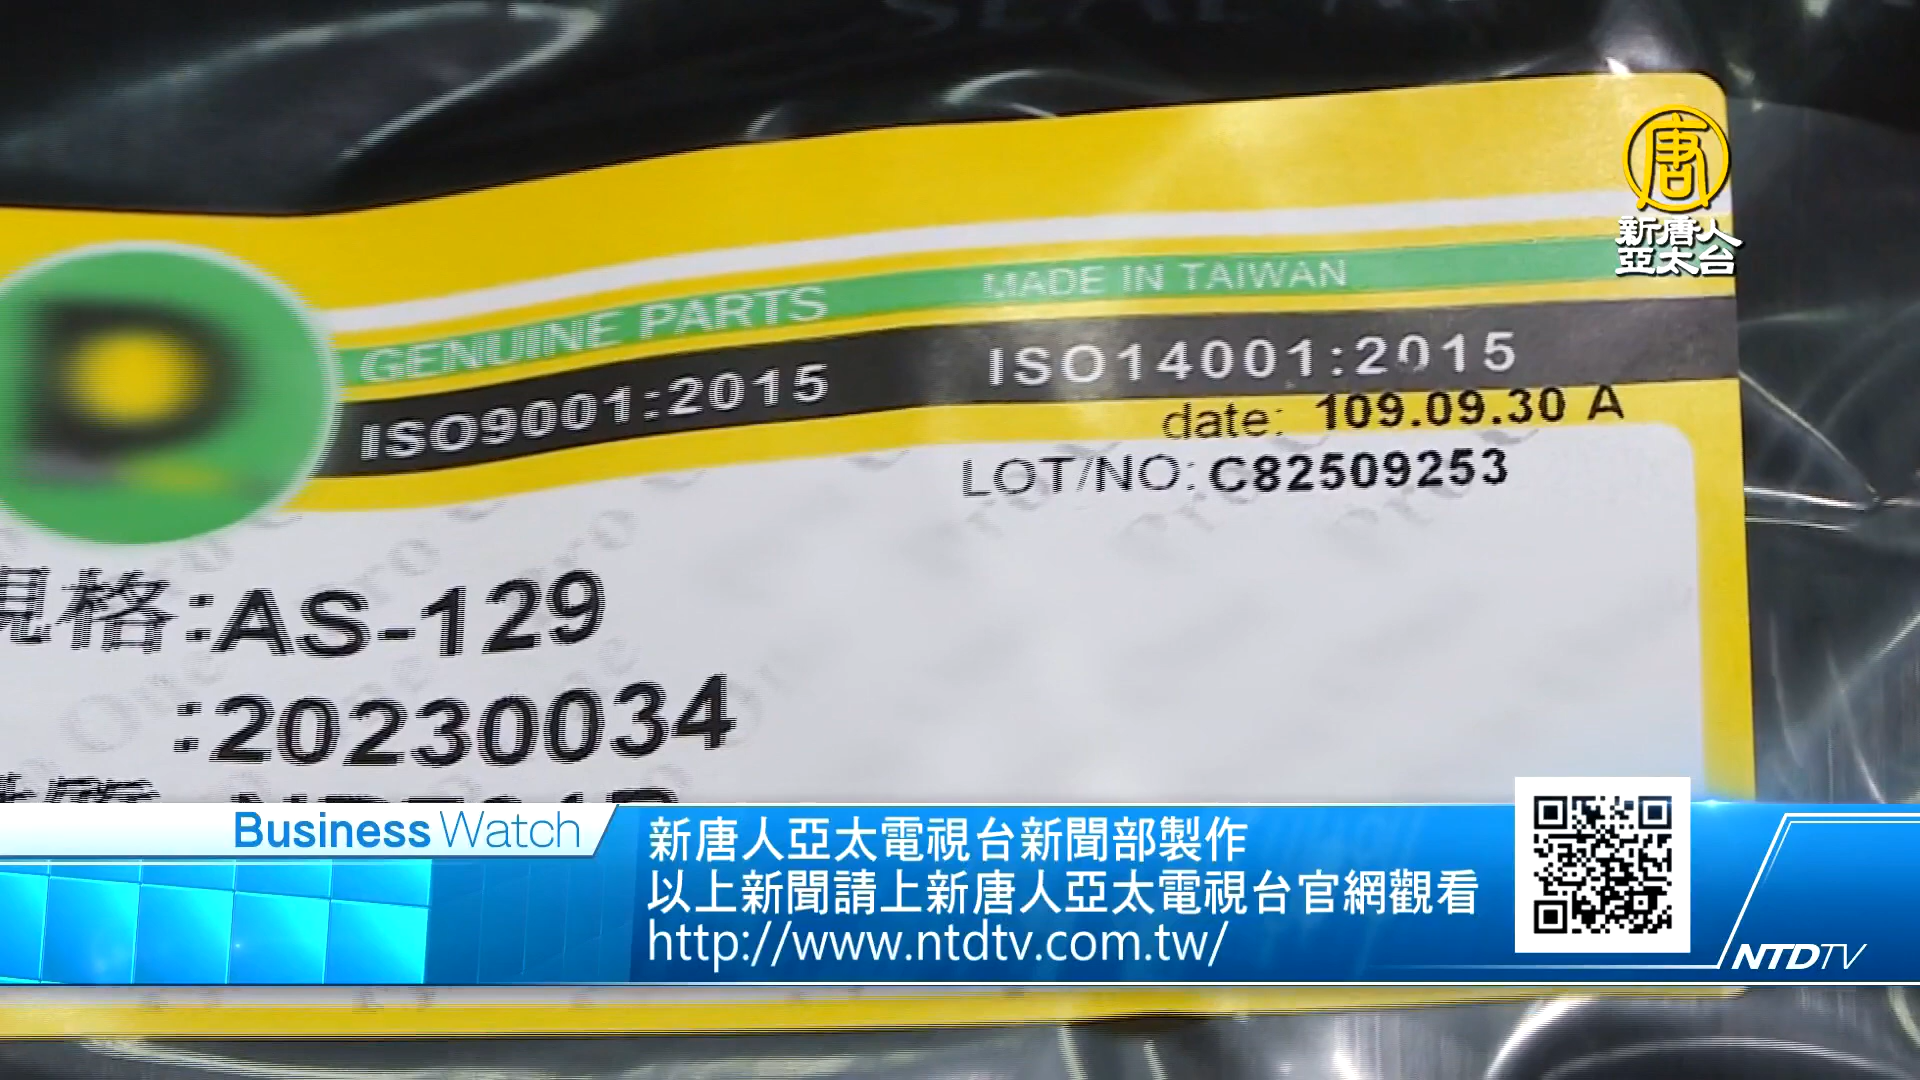 唐
新唐人
亞太台
MADE IN TAIWAN
GENUINE PARTS
ISO14001:2015
ISO9001:2015
date: 109.09.30 A
LOT/NO: C82509253
規格:AS-129
:20230034
Business Watch
新唐人亞太電視台新聞部製作
以上新聞請上新唐人亞太電視台官網觀看
http://www.ntdtv.com.tw/
NTDTV